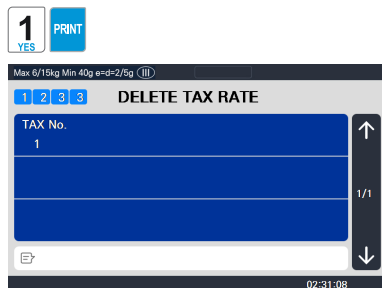 1
YES
PRINT
Max 6/15kg Min 40g e=d=2/5g III
1 2 3 3 DELETE TAX RATE
TAX No.
1
1/1
02:31:08